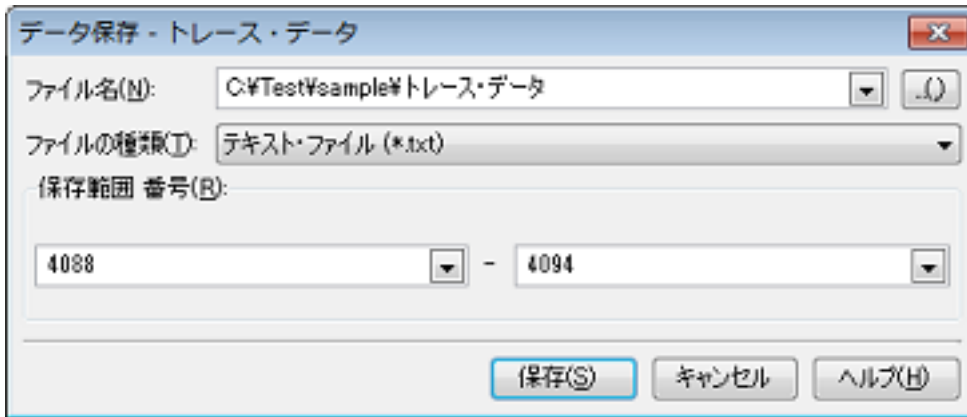 データ保存 - トレース・データ
ファイル名(N): C:¥Test¥sample¥トレース・データ ...()
ファイルの種類(T): テキスト・ファイル (*.txt)
保存範囲 番号(R):
4088 - 4094
保存(S) キャンセル ヘルプ(H)